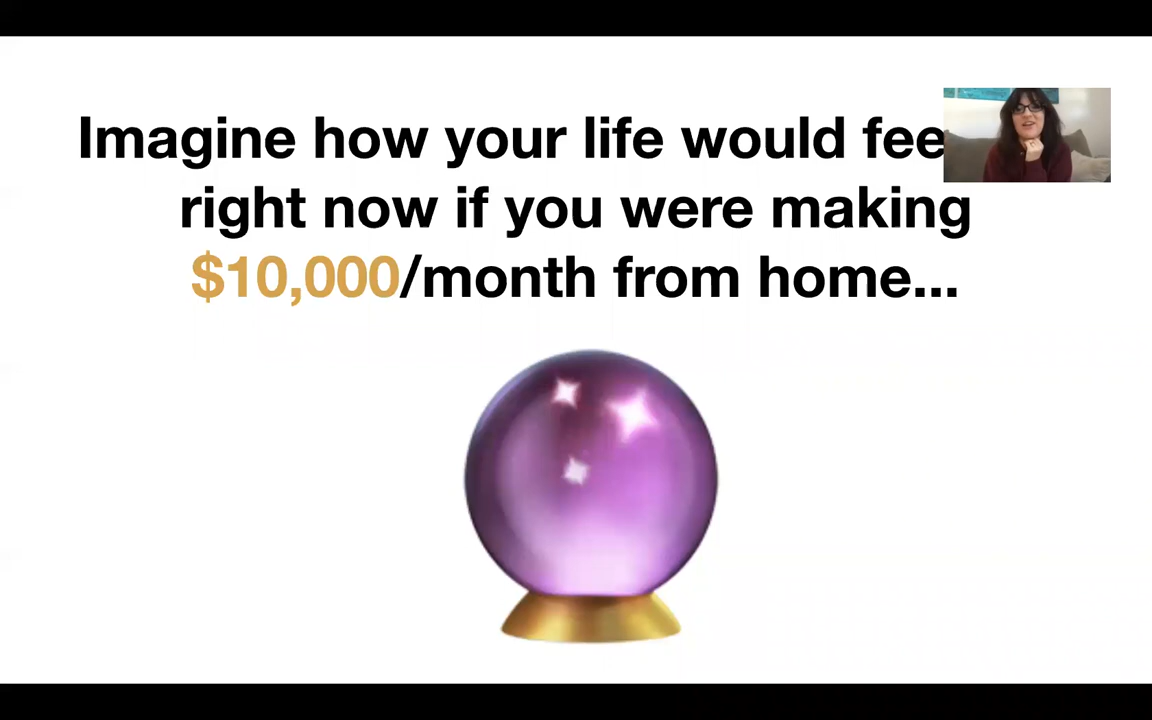 Imagine how your life would fee
right now if you were making
$10,000/month from home...